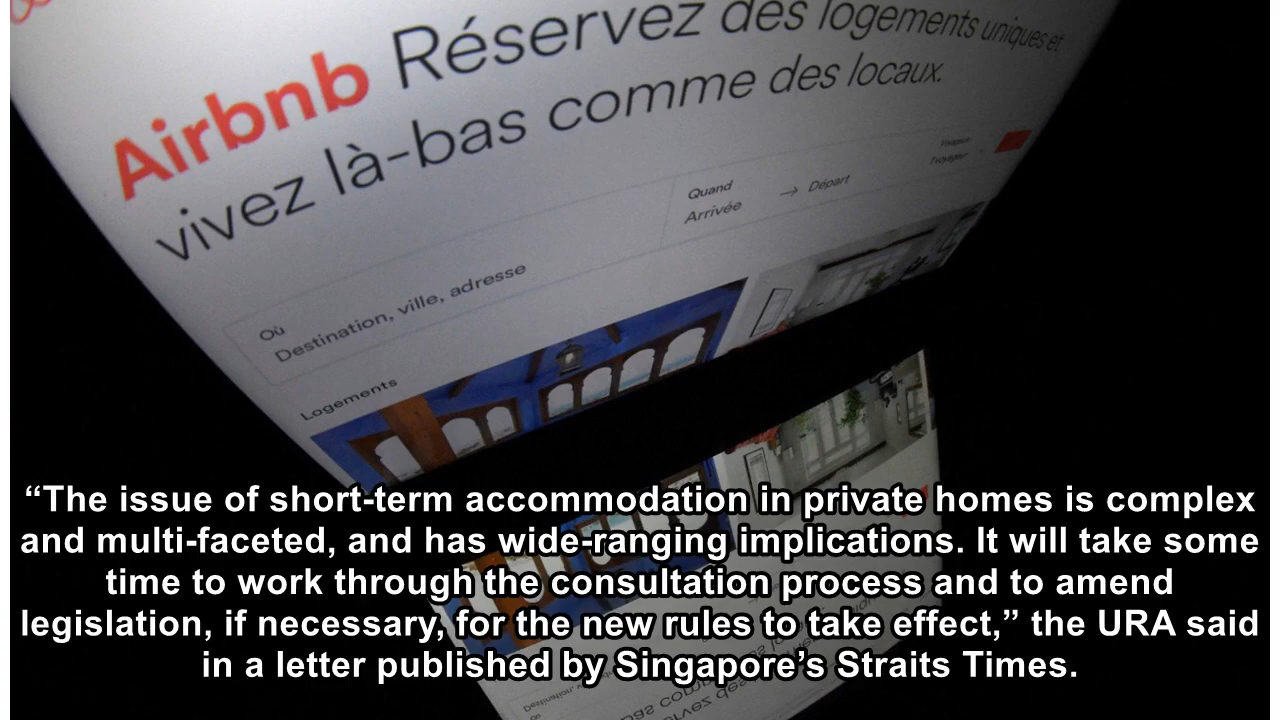 Airbnb Réservez des logements uniques et
vivez là-bas comme des locaux.
Quand
Arrivée
Départ
Où
Destination, ville, adresse
Logements
“The issue of short-term accommodation in private homes is complex
and multi-faceted, and has wide-ranging implications. It will take some
time to work through the consultation process and to amend
legislation, if necessary, for the new rules to take effect,” the URA said
in a letter published by Singapore’s Straits Times.